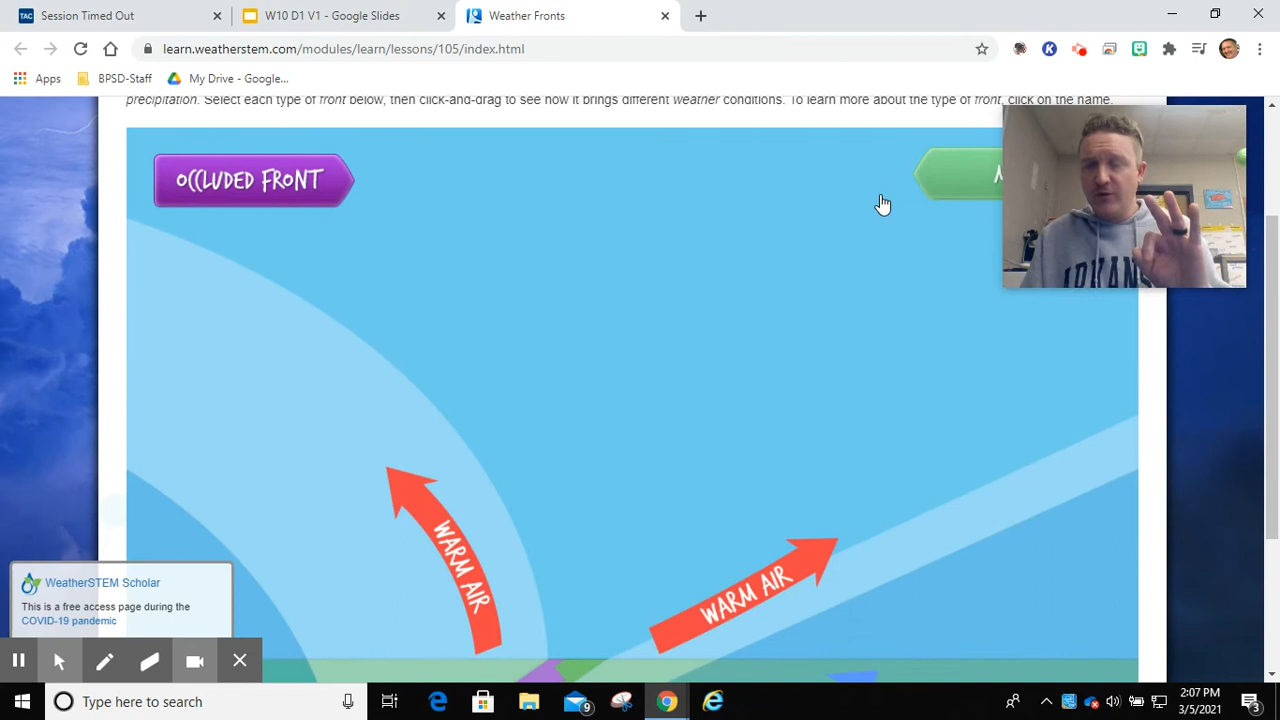 Session Timed Out
W10 D1 V1 - Google Slides
Weather Fronts
learn.weatherstem.com/modules/learn/lessons/105/index.html
Apps
BPSD-Staff
My Drive - Google...
precipitation. Select each type of front below, then click-and-drag to see how it brings different weather conditions. To learn more about the type of front, click on the name.
OCCLUDED FRONT
ARKANS
WARM AIR
WARM AIR
WeatherSTEM Scholar
This is a free access page during the
COVID-19 pandemic
Type here to search
9
2:07 PM
3/5/2021
3